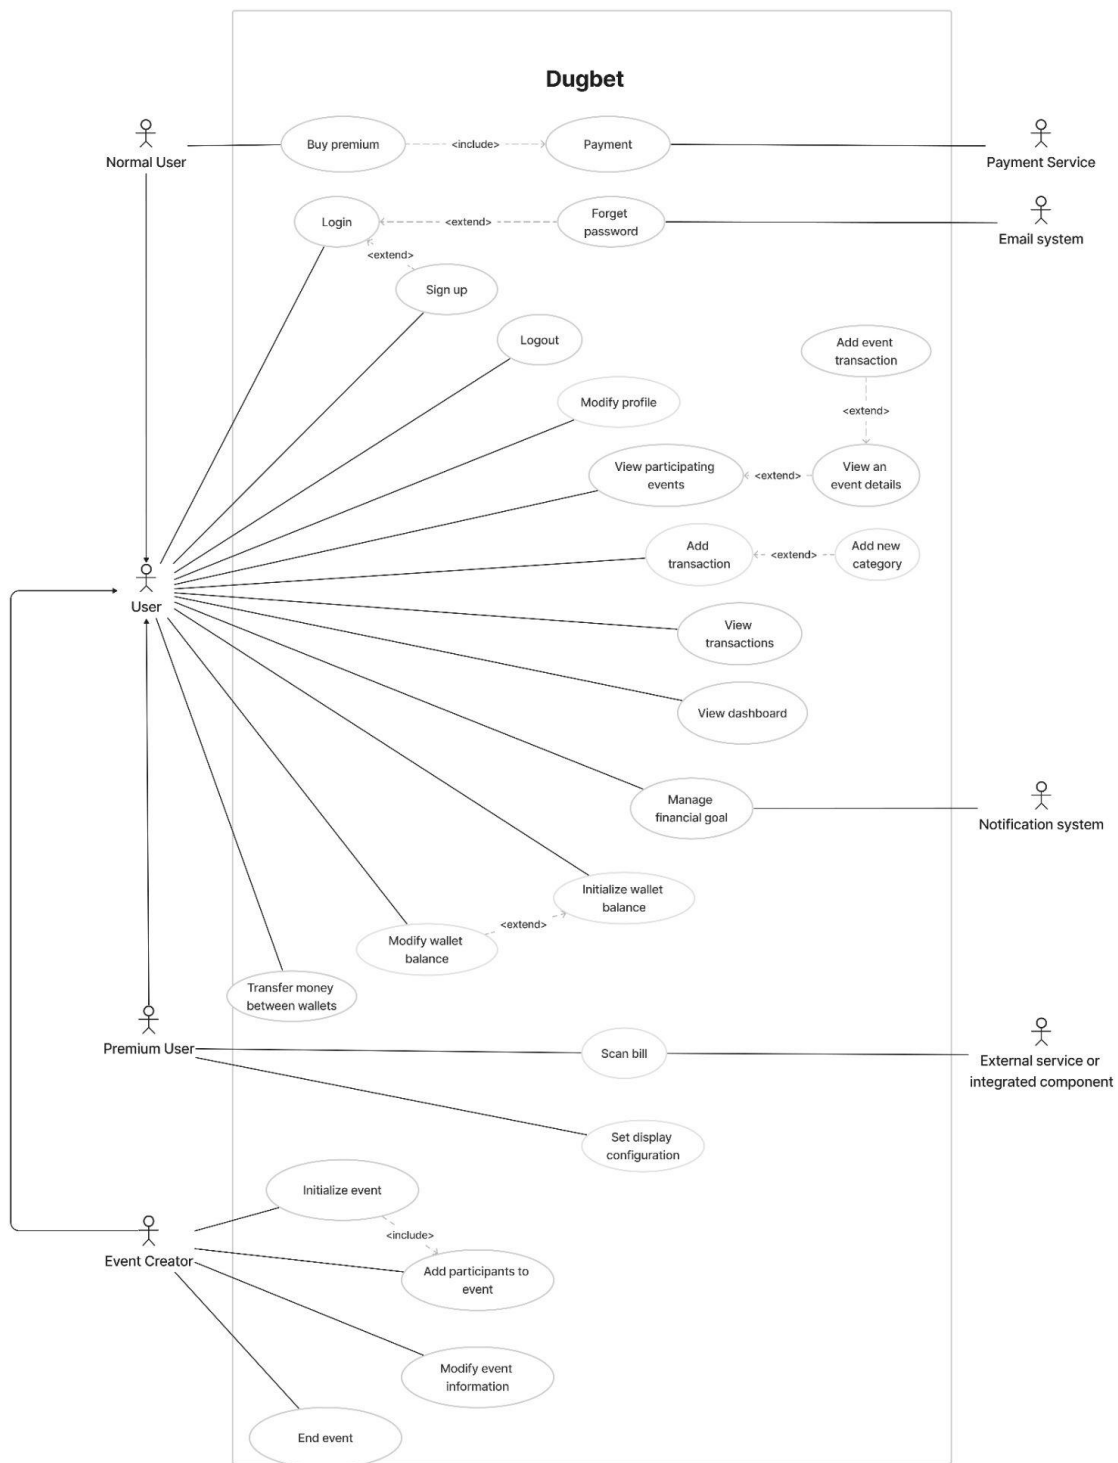 Dugbet
Normal User
Buy premium
<include>
Payment
Payment Service
Login
<extend>
Forget
password
Email system
<extend>
Sign up
Logout
Add event
transaction
Modify profile
<extend>
View participating
events
<extend>
View an
event details
Add
transaction
<extend>
Add new
category
User
View
transactions
View dashboard
Manage
financial goal
Notification system
Initialize wallet
balance
<extend>
Modify wallet
balance
Transfer money
between wallets
Premium User
Scan bill
External service or
integrated component
Set display
configuration
Initialize event
<include>
Event Creator
Add participants to
event
Modify event
information
End event